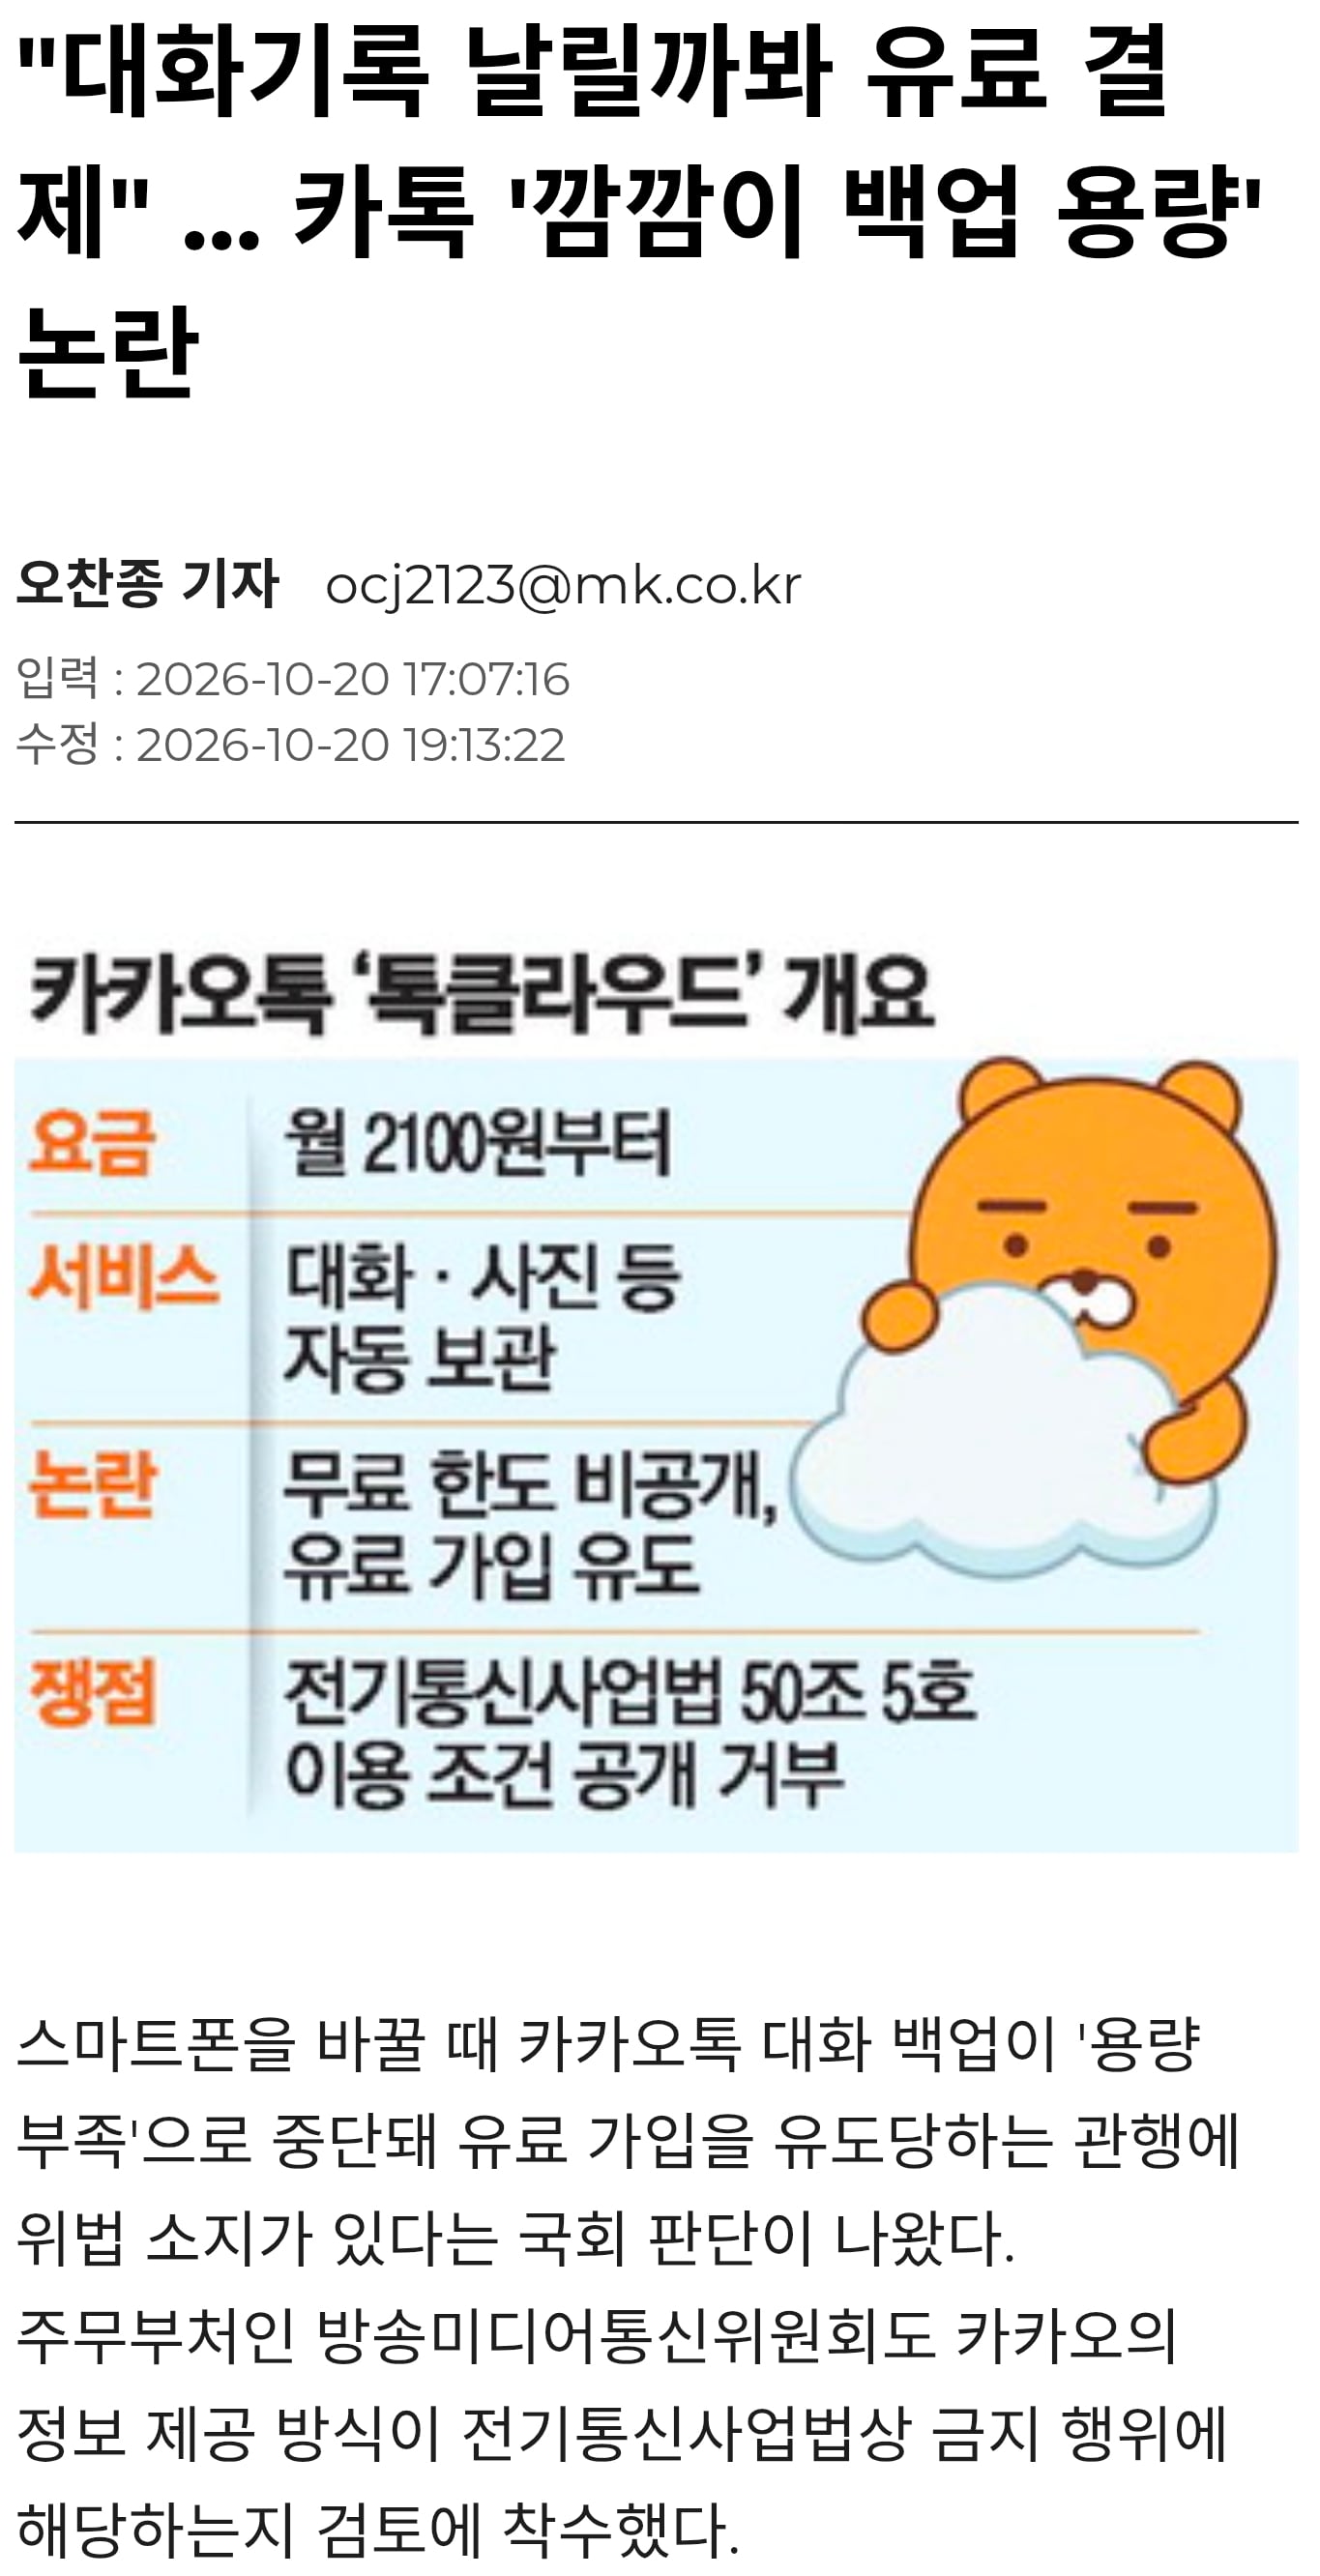 "대화기록 날릴까봐 유료 결
제" ... 카톡 '깜깜이 백업 용량'
논란
오찬종 기자 ocj2123@mk.co.kr
입력 : 2026-10-20 17:07:16
수정 : 2026-10-20 19:13:22
카카오톡 ‘톡클라우드’ 개요
요금 월 2100원부터
서비스 대화·사진 등
자동 보관
논란 무료 한도 비공개,
유료 가입 유도
쟁점 전기통신사업법 50조 5호
이용 조건 공개 거부
스마트폰을 바꿀 때 카카오톡 대화 백업이 '용량
부족'으로 중단돼 유료 가입을 유도당하는 관행에
위법 소지가 있다는 국회 판단이 나왔다.
주무부처인 방송미디어통신위원회도 카카오의
정보 제공 방식이 전기통신사업법상 금지 행위에
해당하는지 검토에 착수했다.